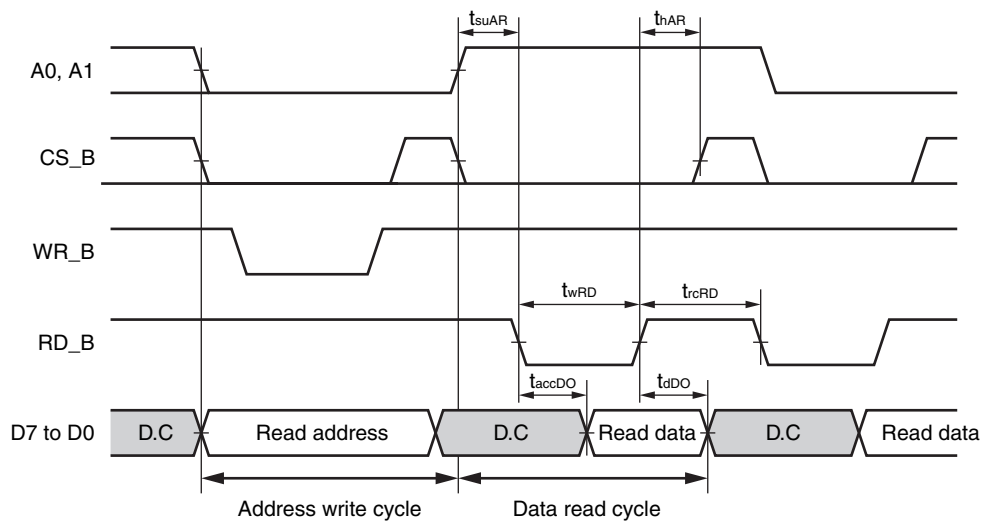 tsuAR thAR
A0, A1
CS_B
WR_B
twRD trcRD
RD_B
taccDO tdDO
D7 to D0 D.C Read address D.C Read data D.C Read data
Address write cycle Data read cycle